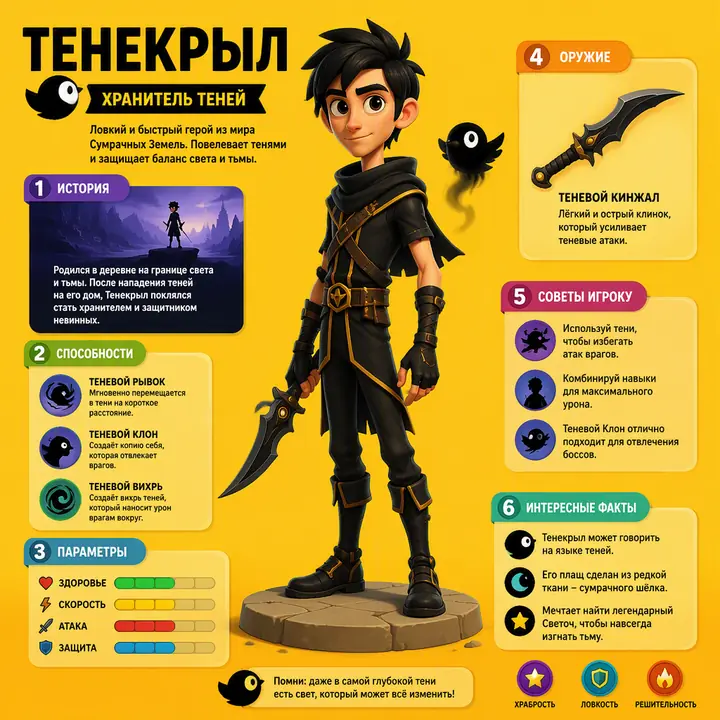 ТЕНЕКРЫЛ
ХРАНИТЕЛЬ ТЕНЕЙ
Ловкий и быстрый герой из мира
Сумрачных Земель. Повелевает тенями
и защищает баланс света и тьмы.
1 ИСТОРИЯ
Родился в деревне на границе света
и тьмы. После нападения теней
на его дом, Тенекрыл поклялся
стать хранителем и защитником
невинных.
2 СПОСОБНОСТИ
ТЕНЕВОЙ РЫВОК
Мгновенно перемещается
в тени на короткое
расстояние.
ТЕНЕВОЙ КЛОН
Создаёт копию себя,
которая отвлекает
врагов.
ТЕНЕВОЙ ВИХРЬ
Создаёт вихрь теней,
который наносит урон
врагам вокруг.
3 ПАРАМЕТРЫ
ЗДОРОВЬЕ
СКОРОСТЬ
АТАКА
ЗАЩИТА
4 ОРУЖИЕ
ТЕНЕВОЙ КИНЖАЛ
Лёгкий и острый клинок,
который усиливает
теневые атаки.
5 СОВЕТЫ ИГРОКУ
Используй тени,
чтобы избегать
атак врагов.
Комбинируй навыки
для максимального
урона.
Теневой Клон отлично
подходит для отвлечения
боссов.
6 ИНТЕРЕСНЫЕ ФАКТЫ
Тенекрыл может говорить
на языке теней.
Его плащ сделан из редкой
ткани – сумрачного шёлка.
Мечтает найти легендарный
Светоч, чтобы навсегда
изгнать тьму.
Помни: даже в самой глубокой тени
есть свет, который может всё изменить!
ХРАБРОСТЬ
ЛОВКОСТЬ
РЕШИТЕЛЬНОСТЬ